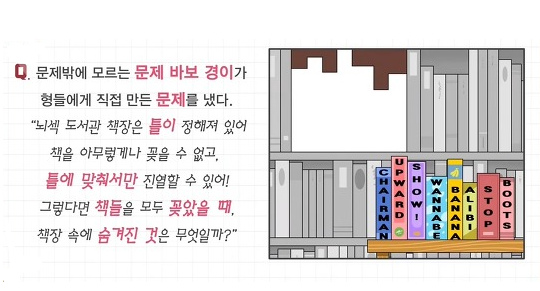 Q. 문제밖에 모르는 문제 바보 경이가
형들에게 직접 만든 문제를 냈다.
“뇌섹 도서관 책장은 틀이 정해져 있어
책을 아무렇게나 꽂을 수 없고,
틀에 맞춰서만 진열할 수 있어!
그렇다면 책들을 모두 꽂았을 때,
책장 속에 숨겨진 것은 무엇일까?”
CHAIRMAN
UPWARD
SHOW!
WANNABE
BANANA
ALIBI
STOP
BOOTS